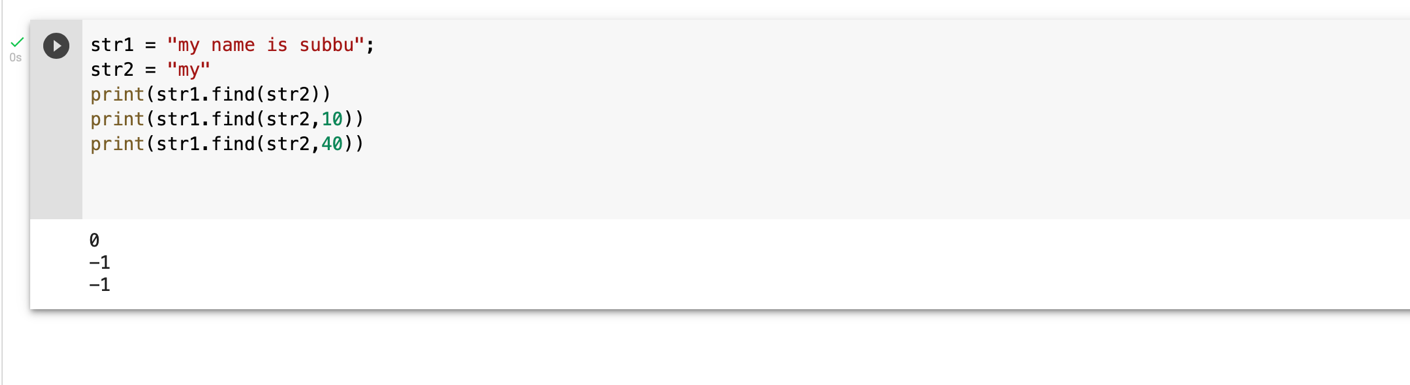 str1 = "my name is subbu";
0s
str2 = "my"
print(str1.find(str2))
print(str1.find(str2,10))
print(str1.find(str2,40))
0
-1
-1